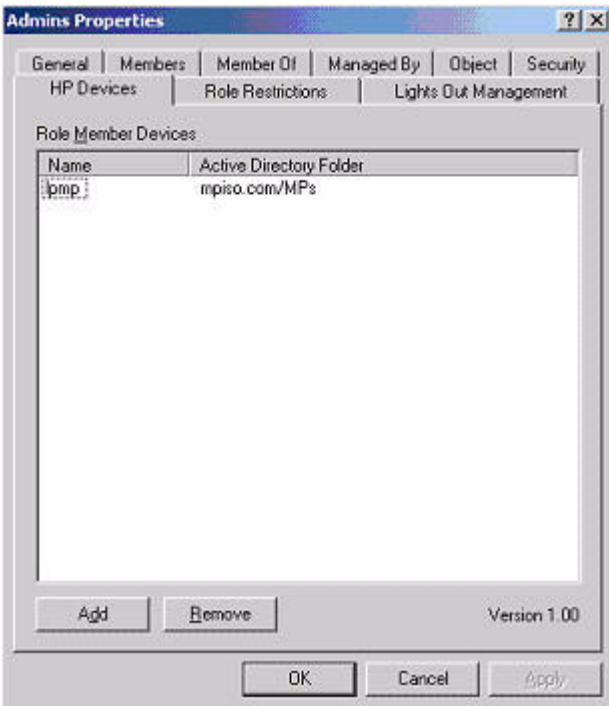 Admins Properties
General Members Member Of Managed By Object Security
HP Devices Role Restrictions Lights Out Management
Role Member Devices
Name Active Directory Folder
lpmp mpiso.com/MPs
Add Remove Version 1.00
OK Cancel Apply